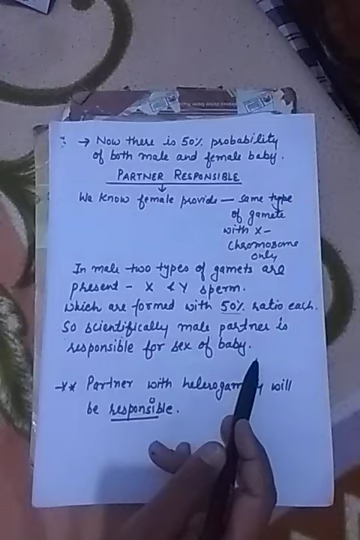 → Now there is 50% probability
of both male and female baby.
PARTNER RESPONSIBLE
↓
We know female provide — same type
of gamete
with X-
chromosome
only
In male two types of gamets are
present - X & Y sperm.
which are formed with 50% ratio each.
So scientifically male partner is
responsible for sex of baby.
-** Partner with will
be responsible.